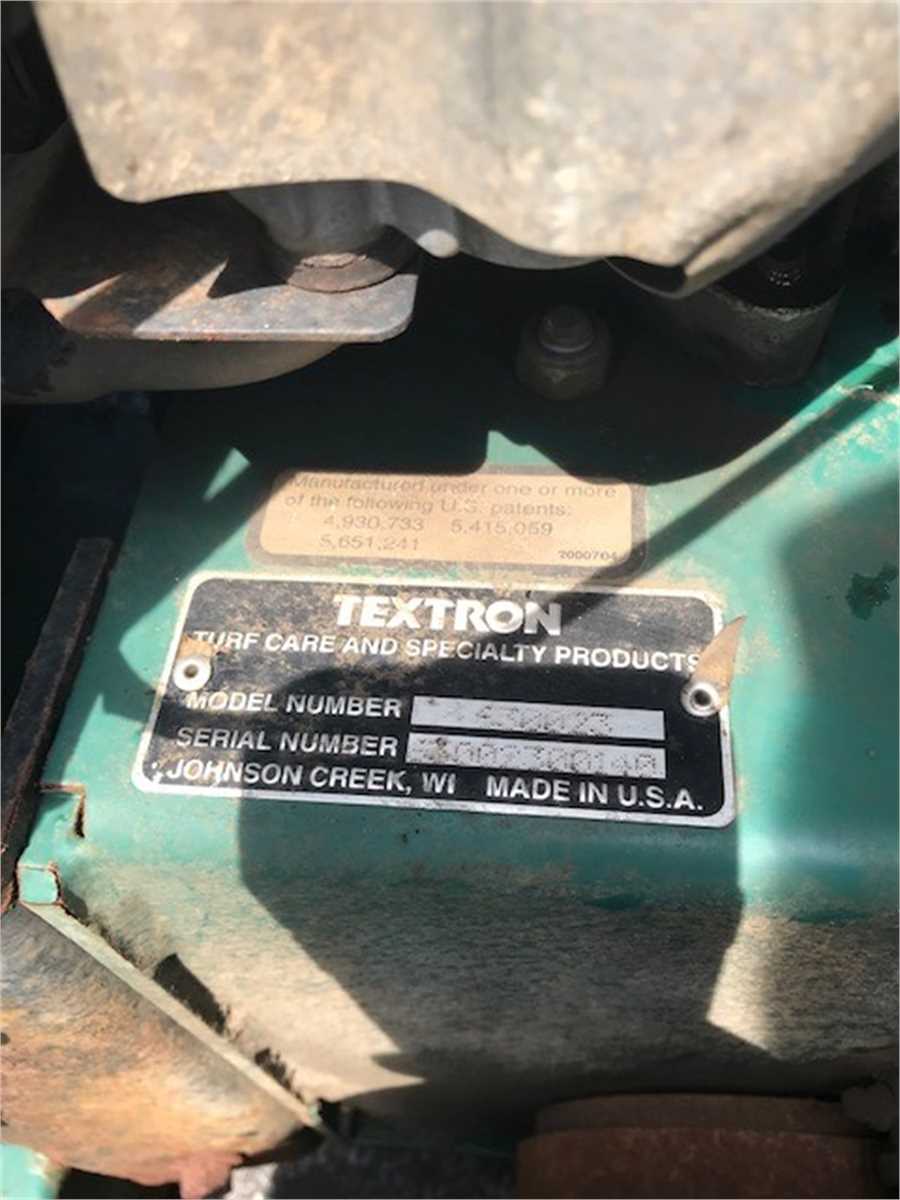 Manufactured under one or more
of the following U.S. patents:
4,930,733 5,415,059
5,651,241
2000704
TEXTRON
TURF CARE AND SPECIALTY PRODUCTS
MODEL NUMBER
SERIAL NUMBER
JOHNSON CREEK, WI MADE IN U.S.A.